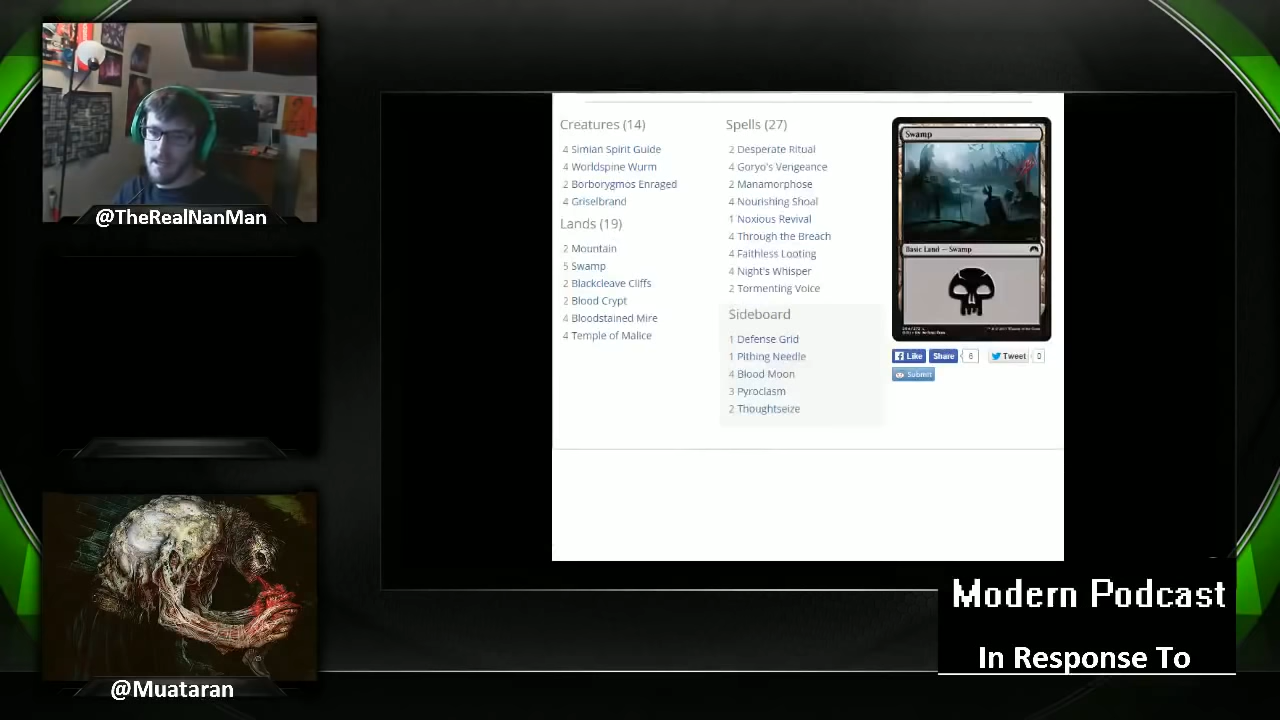 @TheRealNanMan
Creatures (14)
4 Simian Spirit Guide
4 Worldspine Wurm
2 Borborygmos Enraged
4 Griselbrand
Lands (19)
2 Mountain
5 Swamp
2 Blackcleave Cliffs
2 Blood Crypt
4 Bloodstained Mire
4 Temple of Malice
Spells (27)
2 Desperate Ritual
4 Goryo's Vengeance
2 Manamorphose
4 Nourishing Shoal
1 Noxious Revival
4 Through the Breach
4 Faithless Looting
4 Night's Whisper
2 Tormenting Voice
Sideboard
1 Defense Grid
1 Pithing Needle
4 Blood Moon
3 Pyroclasm
2 Thoughtseize
Swamp
Basic Land — Swamp
Like Share 6 Tweet 0
Submit
@Muataran
Modern Podcast
In Response To